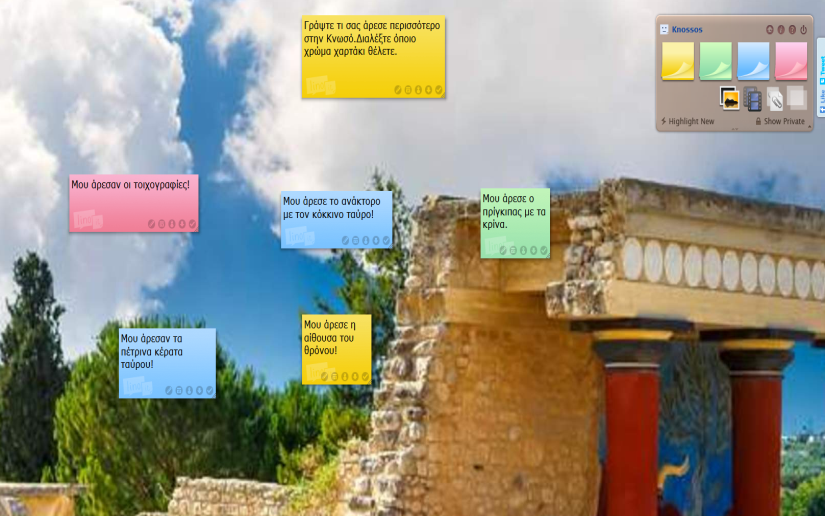 Γράψτε τι σας άρεσε περισσότερο
στην Κνωσό.Διαλέξτε όποιο
χρώμα χαρτάκι θέλετε.
Knossos
Highlight New
Show Private
Like
Tweet
Μου άρεσαν οι τοιχογραφίες!
Μου άρεσε το ανάκτορο
με τον κόκκινο ταύρο!
Μου άρεσε ο
πρίγκιπας με τα
κρίνα.
Μου άρεσαν τα
πέτρινα κέρατα
ταύρου!
Μου άρεσε η
αίθουσα του
θρόνου!